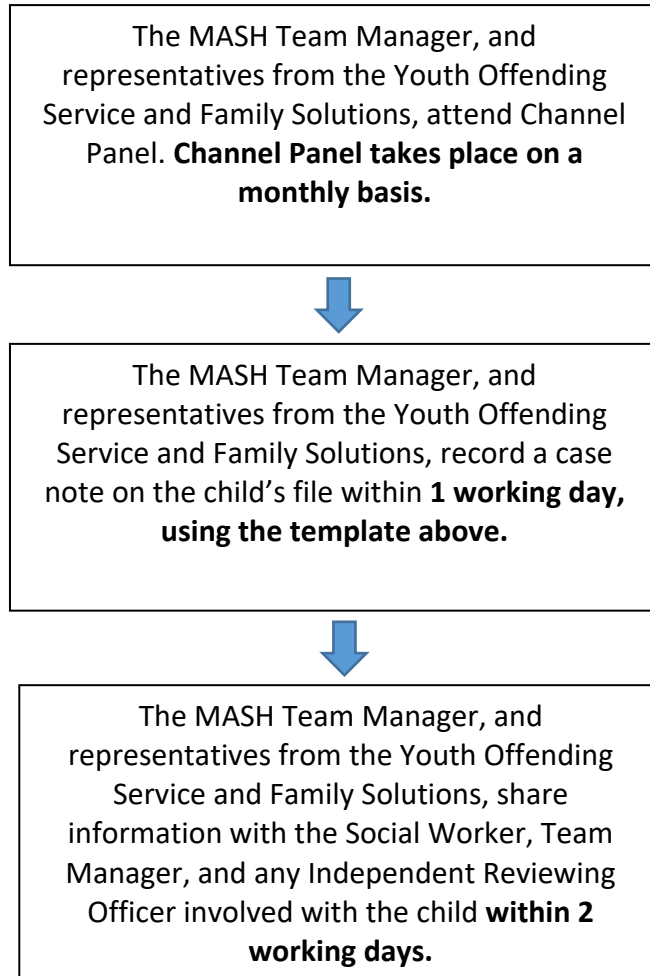 The MASH Team Manager, and
representatives from the Youth Offending
Service and Family Solutions, attend Channel
Panel. Channel Panel takes place on a
monthly basis.
The MASH Team Manager, and
representatives from the Youth Offending
Service and Family Solutions, record a case
note on the child’s file within 1 working day,
using the template above.
The MASH Team Manager, and
representatives from the Youth Offending
Service and Family Solutions, share
information with the Social Worker, Team
Manager, and any Independent Reviewing
Officer involved with the child within 2
working days.